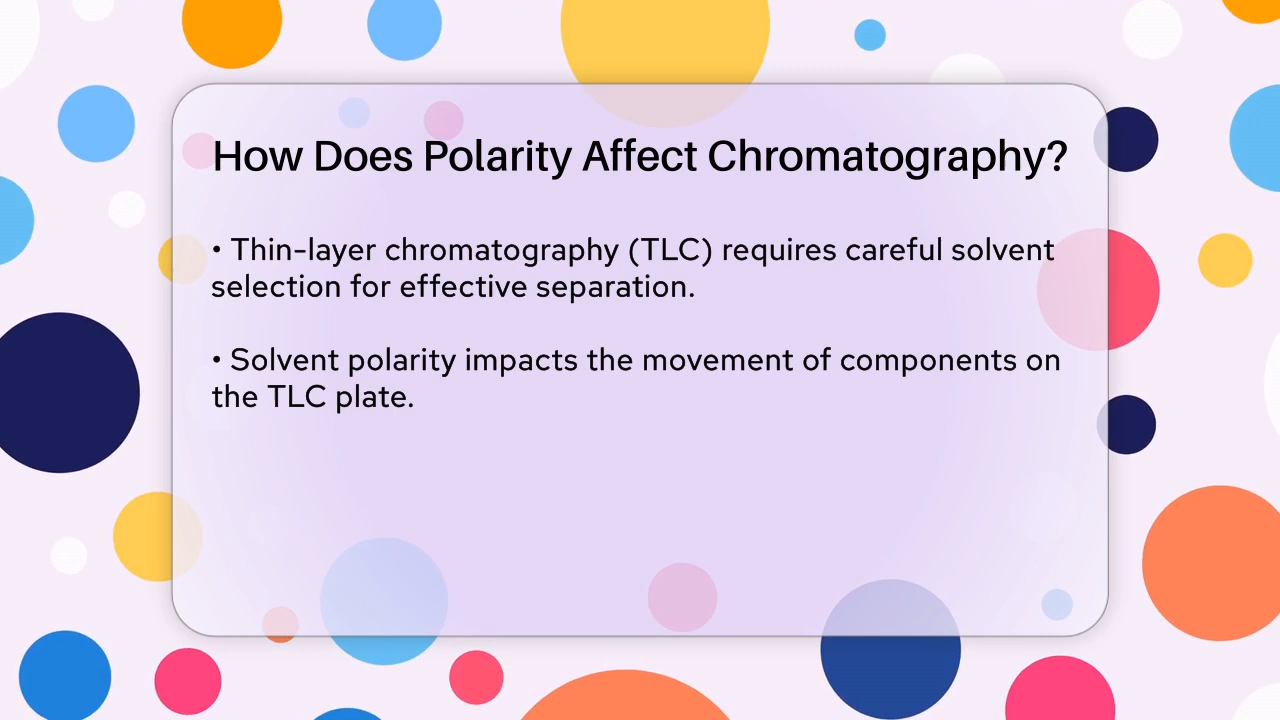 How Does Polarity Affect Chromatography?
• Thin-layer chromatography (TLC) requires careful solvent
selection for effective separation.
• Solvent polarity impacts the movement of components on
the TLC plate.